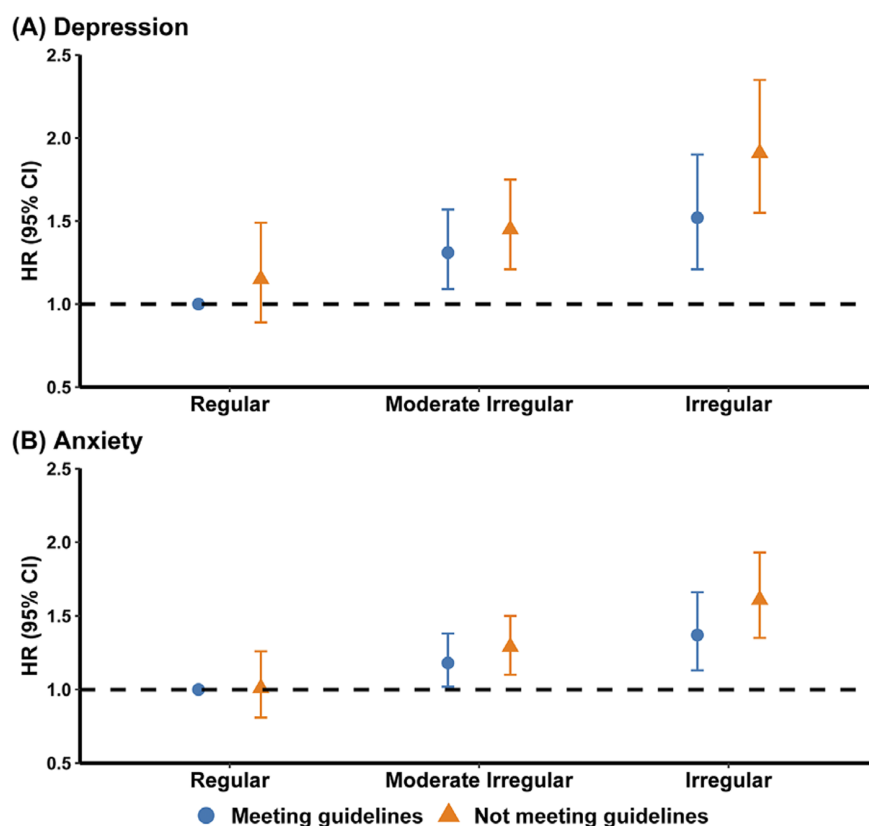 (A) Depression
2.5
2.0
1.5
1.0
0.5
HR (95% CI)
Regular Moderate Irregular Irregular
(B) Anxiety
2.5
2.0
1.5
1.0
0.5
HR (95% CI)
Regular Moderate Irregular Irregular
Meeting guidelines Not meeting guidelines